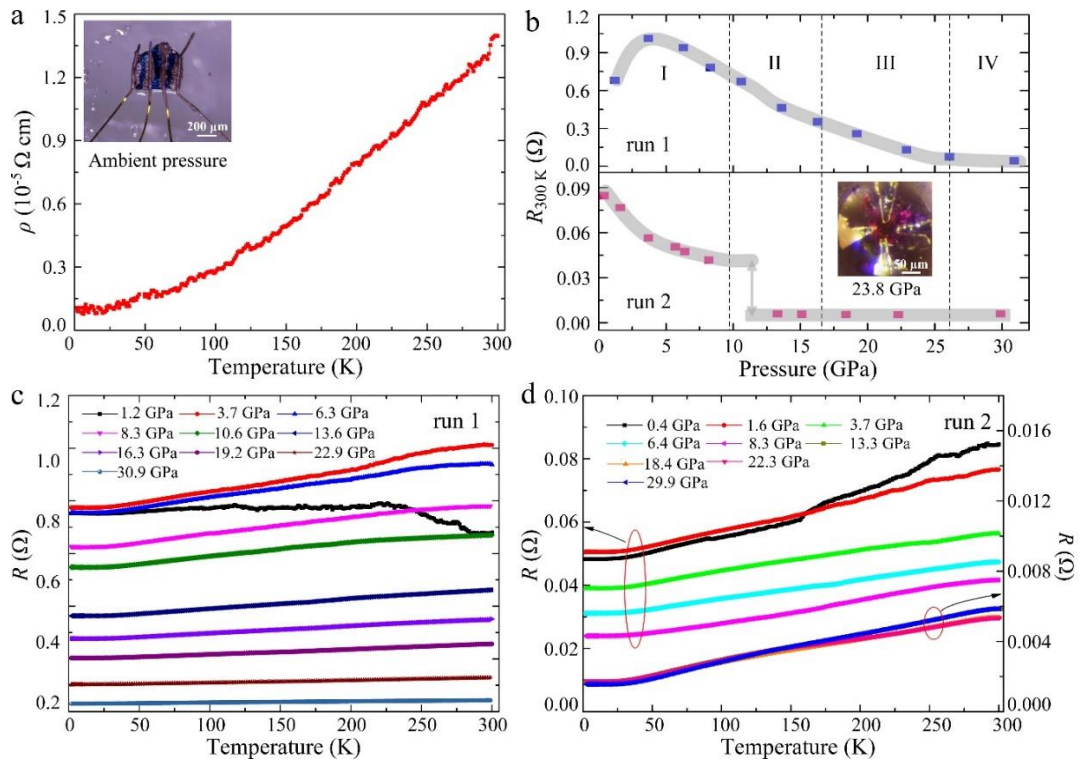 a
1.5
1.2
0.9
0.6
0.3
0.0
ρ (10⁻⁵ Ω cm)
200 µm
Ambient pressure
0 50 100 150 200 250 300
Temperature (K)
b
1.2
0.9
0.6
0.3
0.0
I II III IV
run 1
R300 K (Ω)
0.09
0.06
0.03
0.00
run 2
50 µm
23.8 GPa
0 5 10 15 20 25 30
Pressure (GPa)
c
1.2
1.0
0.8
0.6
0.4
0.2
R (Ω)
1.2 GPa 3.7 GPa 6.3 GPa
8.3 GPa 10.6 GPa 13.6 GPa
16.3 GPa 19.2 GPa 22.9 GPa
30.9 GPa
run 1
0 50 100 150 200 250 300
Temperature (K)
d
0.10
0.08
0.06
0.04
0.02
0.00
R (Ω)
0.4 GPa 1.6 GPa 3.7 GPa
6.4 GPa 8.3 GPa 13.3 GPa
18.4 GPa 22.3 GPa
29.9 GPa
run 2
0.016
0.012
0.008
0.004
0.000
R (Ω)
0 50 100 150 200 250 300
Temperature (K)